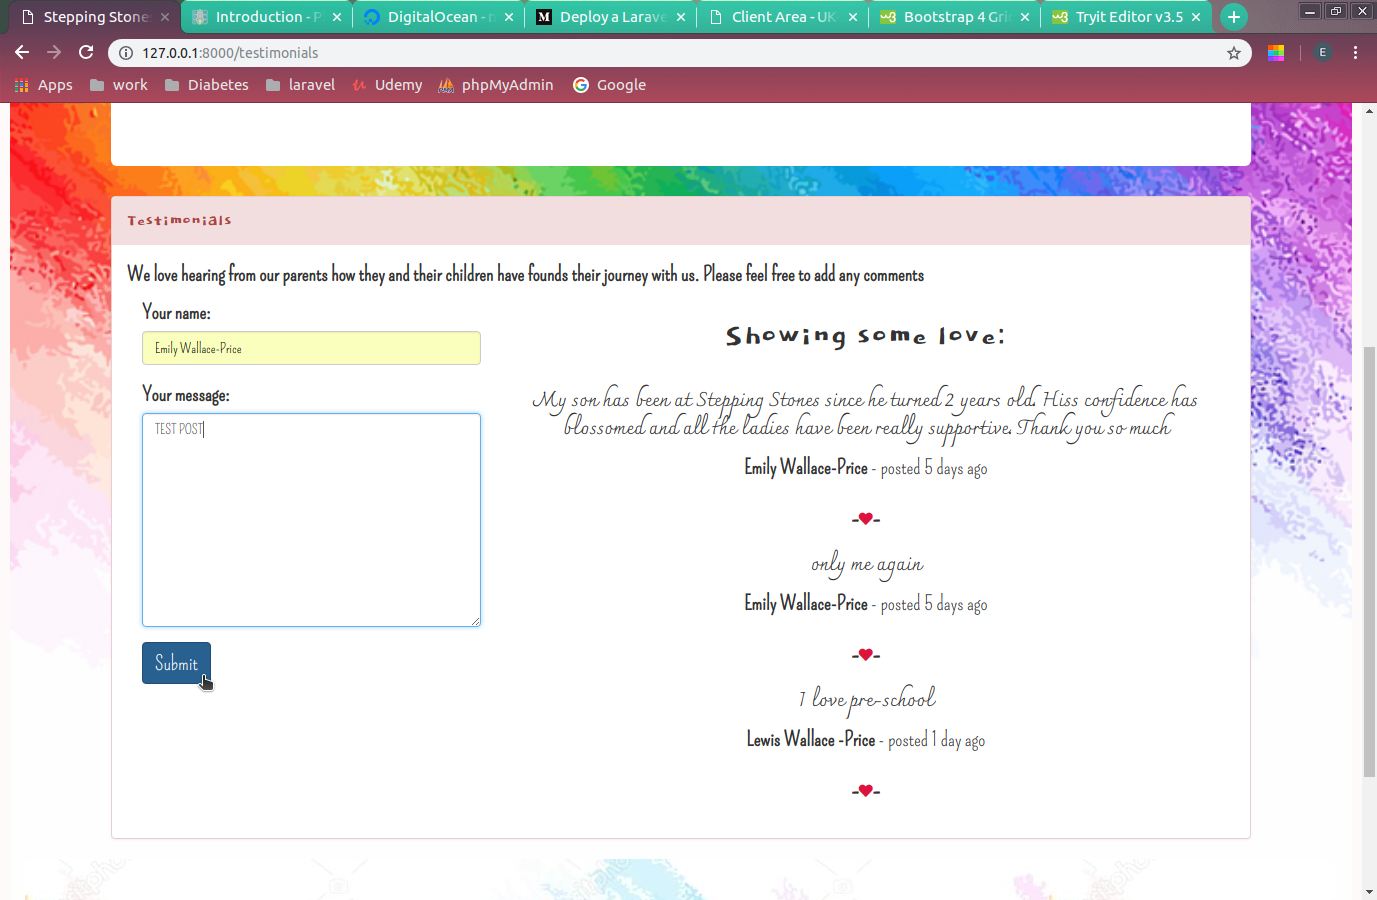 Stepping Stone
Introduction - P
DigitalOcean -
Deploy a Larave
Client Area - UK
Bootstrap 4 Gri
Tryit Editor v3.5
127.0.0.1:8000/testimonials
E
Apps
work
Diabetes
laravel
Udemy
phpMyAdmin
Google
Testimonials
We love hearing from our parents how they and their children have founds their journey with us. Please feel free to add any comments
Your name:
Emily Wallace-Price
Your message:
TEST POST
Submit
Showing some love:
My son has been at Stepping Stones since he turned 2 years old. Hiss confidence has
blossomed and all the ladies have been really supportive. Thank you so much
Emily Wallace-Price - posted 5 days ago
-❤-
only me again
Emily Wallace-Price - posted 5 days ago
-❤-
I love pre-school
Lewis Wallace -Price - posted 1 day ago
-❤-